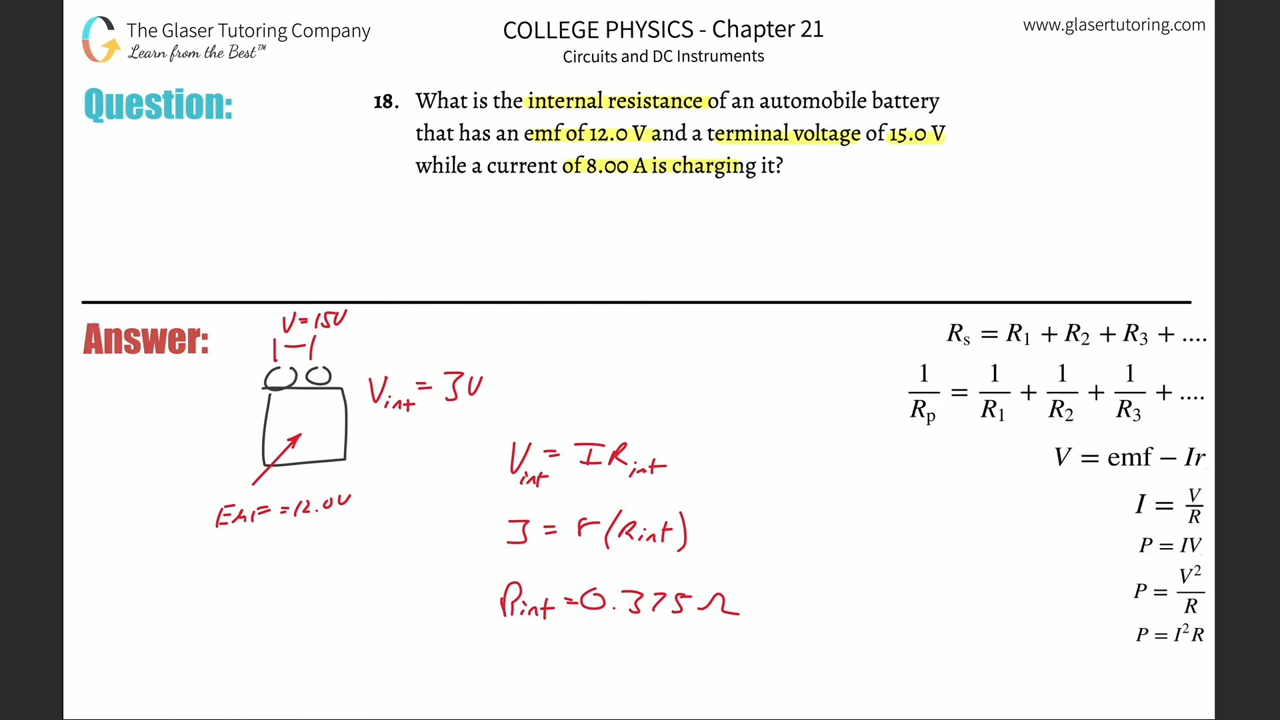 The Glaser Tutoring Company
Learn from the Best™
COLLEGE PHYSICS - Chapter 21
Circuits and DC Instruments
www.glasertutoring.com
Question:
18. What is the internal resistance of an automobile battery
that has an emf of 12.0 V and a terminal voltage of 15.0 V
while a current of 8.00 A is charging it?
Answer:
V = 15V
V_int = 3V
EMF = 12.0V
V_int = I R_int
3 = 8(R_int)
R_int = 0.375 Ω
R_s = R_1 + R_2 + R_3 + ....
1/R_p = 1/R_1 + 1/R_2 + 1/R_3 + ....
V = emf − Ir
I = V/R
P = IV
P = V²/R
P = I²R